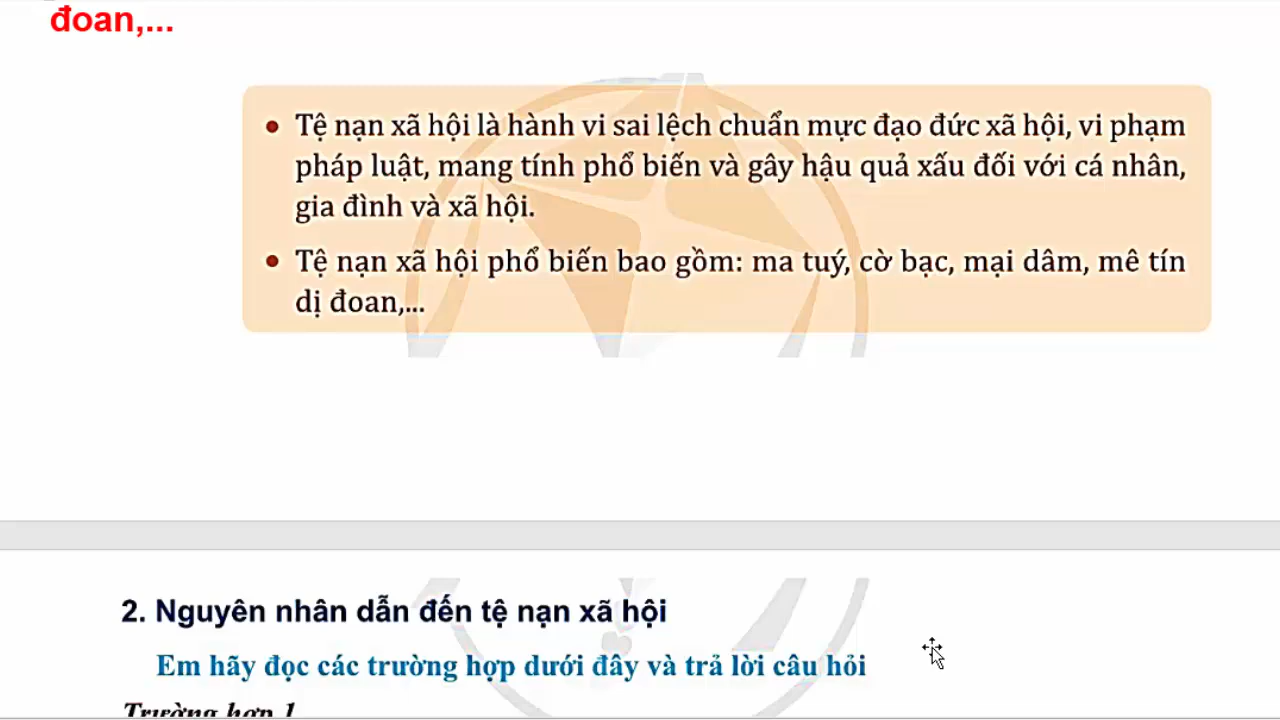 đoan,...
• Tệ nạn xã hội là hành vi sai lệch chuẩn mực đạo đức xã hội, vi phạm
pháp luật, mang tính phổ biến và gây hậu quả xấu đối với cá nhân,
gia đình và xã hội.
• Tệ nạn xã hội phổ biến bao gồm: ma tuý, cờ bạc, mại dâm, mê tín
dị đoan,...
2. Nguyên nhân dẫn đến tệ nạn xã hội
Em hãy đọc các trường hợp dưới đây và trả lời câu hỏi
Trường hợp 1